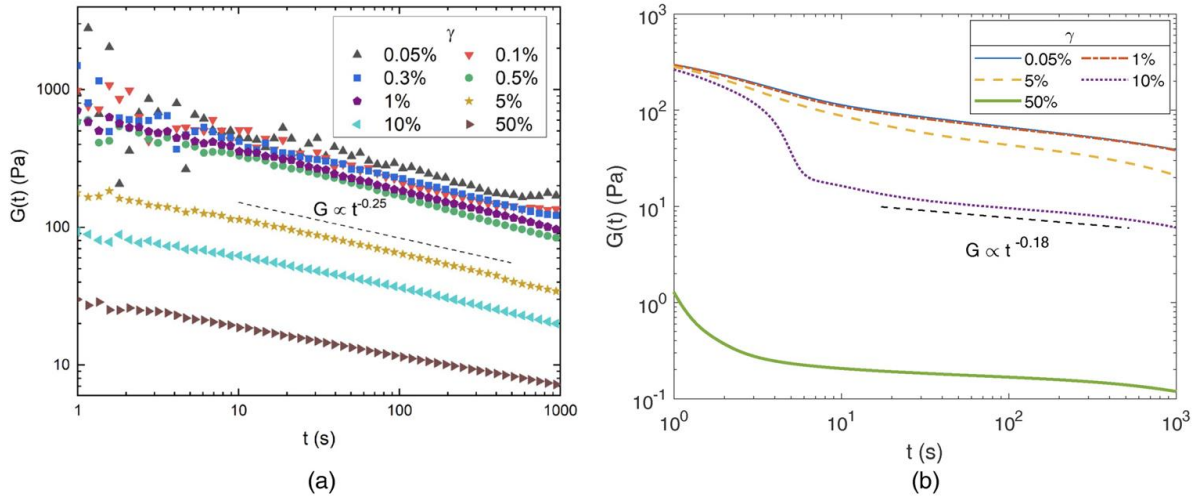 γ
0.05% 0.1%
0.3% 0.5%
1% 5%
10% 50%
1000
100
10
G(t) (Pa)
G ∝ t^-0.25
1 10 100 1000
t (s)
(a)
γ
0.05% 1%
5% 10%
50%
10^3
10^2
10^1
10^0
10^-1
G(t) (Pa)
G ∝ t^-0.18
10^0 10^1 10^2 10^3
t (s)
(b)